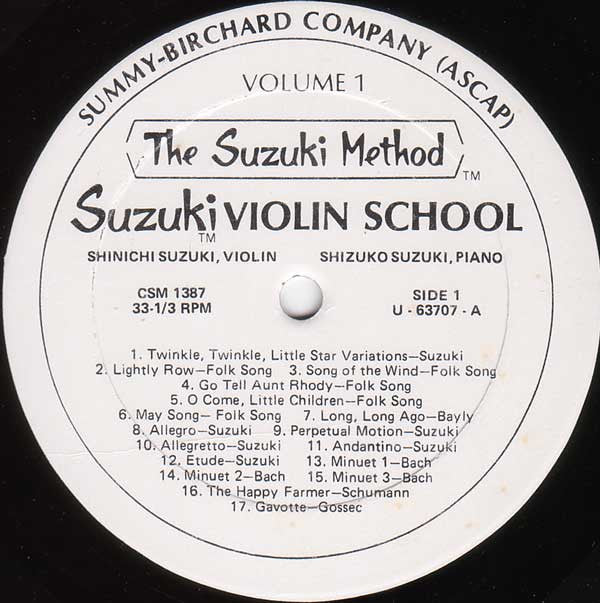 SUMMY-BIRCHARD COMPANY (ASCAP)
VOLUME 1
The Suzuki Method
TM
Suzuki VIOLIN SCHOOL
TM
SHINICHI SUZUKI, VIOLIN SHIZUKO SUZUKI, PIANO
CSM 1387 SIDE 1
33-1/3 RPM U - 63707 - A
1. Twinkle, Twinkle, Little Star Variations—Suzuki
2. Lightly Row—Folk Song 3. Song of the Wind—Folk Song
4. Go Tell Aunt Rhody—Folk Song
5. O Come, Little Children—Folk Song
6. May Song— Folk Song 7. Long, Long Ago—Bayly
8. Allegro—Suzuki 9. Perpetual Motion—Suzuki
10. Allegretto—Suzuki 11. Andantino—Suzuki
12. Etude—Suzuki 13. Minuet 1—Bach
14. Minuet 2—Bach 15. Minuet 3—Bach
16. The Happy Farmer—Schumann
17. Gavotte—Gossec